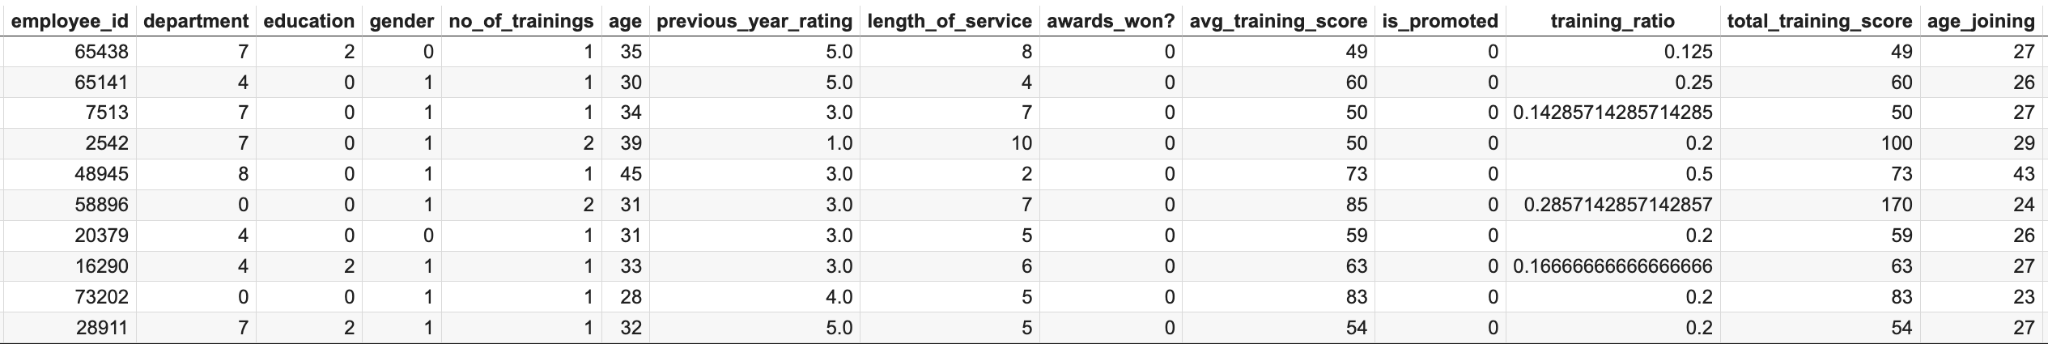 employee_id department education gender no_of_trainings age previous_year_rating length_of_service awards_won? avg_training_score is_promoted training_ratio total_training_score age_joining
65438 7 2 0 1 35 5.0 8 0 49 0 0.125 49 27
65141 4 0 1 1 30 5.0 4 0 60 0 0.25 60 26
7513 7 0 1 1 34 3.0 7 0 50 0 0.14285714285714285 50 27
2542 7 0 1 2 39 1.0 10 0 50 0 0.2 100 29
48945 8 0 1 1 45 3.0 2 0 73 0 0.5 73 43
58896 0 0 1 2 31 3.0 7 0 85 0 0.2857142857142857 170 24
20379 4 0 0 1 31 3.0 5 0 59 0 0.2 59 26
16290 4 2 1 1 33 3.0 6 0 63 0 0.16666666666666666 63 27
73202 0 0 1 1 28 4.0 5 0 83 0 0.2 83 23
28911 7 2 1 1 32 5.0 5 0 54 0 0.2 54 27